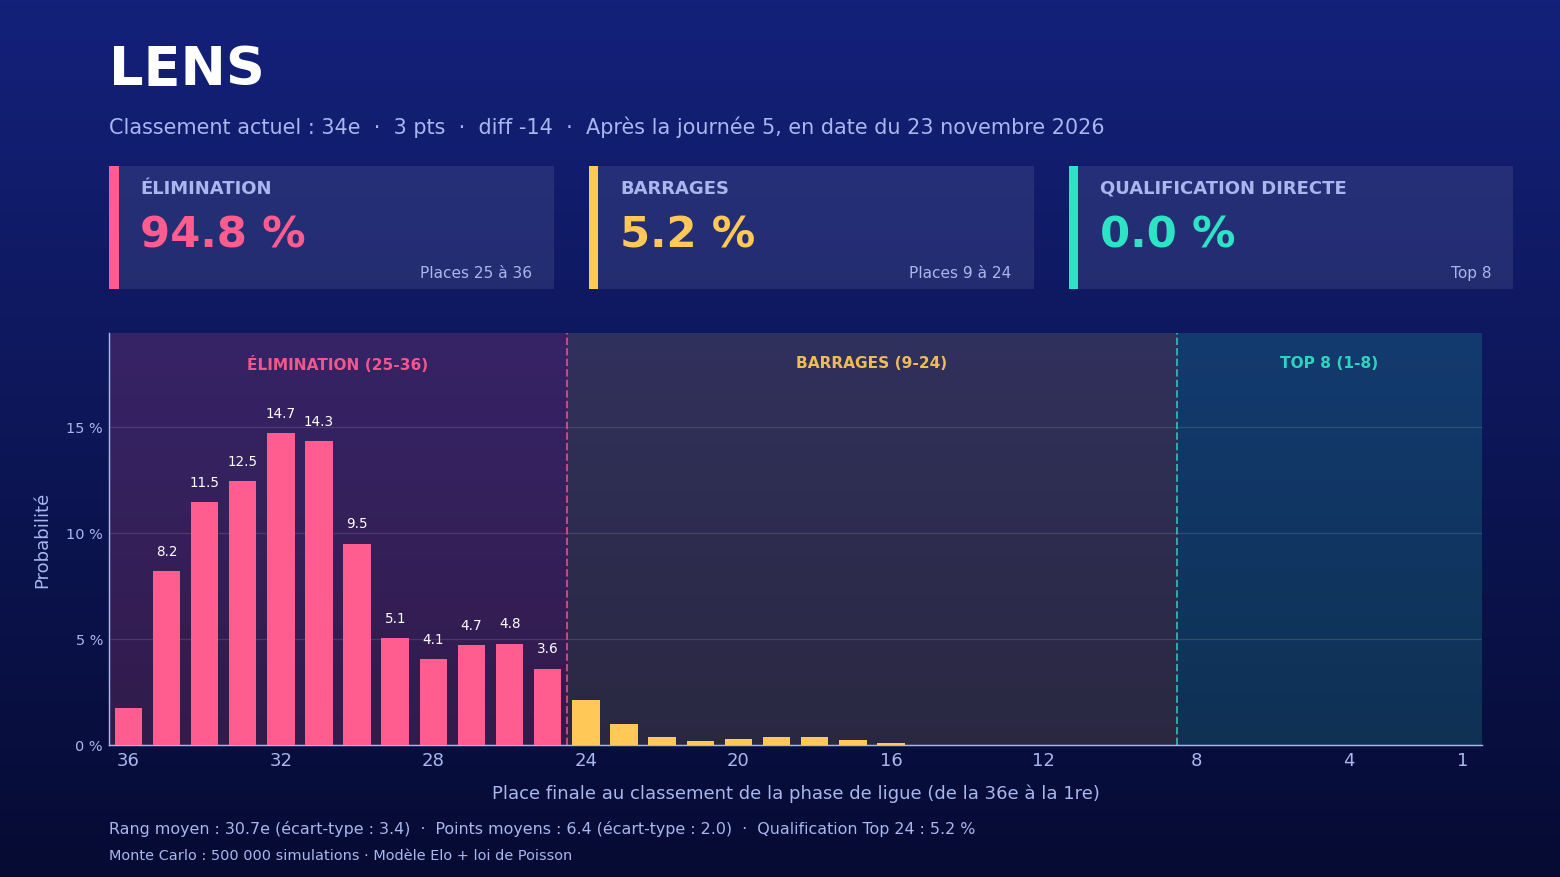 LENS
Classement actuel : 34e · 3 pts · diff -14 · Après la journée 5, en date du 23 novembre 2026
ÉLIMINATION
94.8 %
Places 25 à 36
BARRAGES
5.2 %
Places 9 à 24
QUALIFICATION DIRECTE
0.0 %
Top 8
ÉLIMINATION (25-36)
BARRAGES (9-24)
TOP 8 (1-8)
Probabilité
15 %
10 %
5 %
0 %
8.2
11.5
12.5
14.7
14.3
9.5
5.1
4.1
4.7
4.8
3.6
36
32
28
24
20
16
12
8
4
1
Place finale au classement de la phase de ligue (de la 36e à la 1re)
Rang moyen : 30.7e (écart-type : 3.4) · Points moyens : 6.4 (écart-type : 2.0) · Qualification Top 24 : 5.2 %
Monte Carlo : 500 000 simulations · Modèle Elo + loi de Poisson